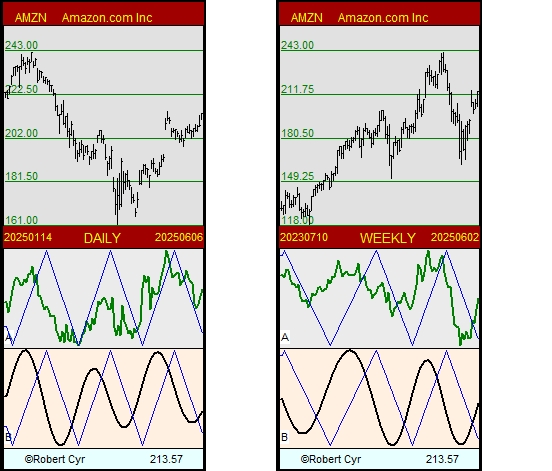 AMZN Amazon.com Inc
243.00
222.50
202.00
181.50
161.00
20250114 DAILY 20250606
A
B
©Robert Cyr 213.57
AMZN Amazon.com Inc
243.00
211.75
180.50
149.25
118.00
20230710 WEEKLY 20250602
A
B
©Robert Cyr 213.57